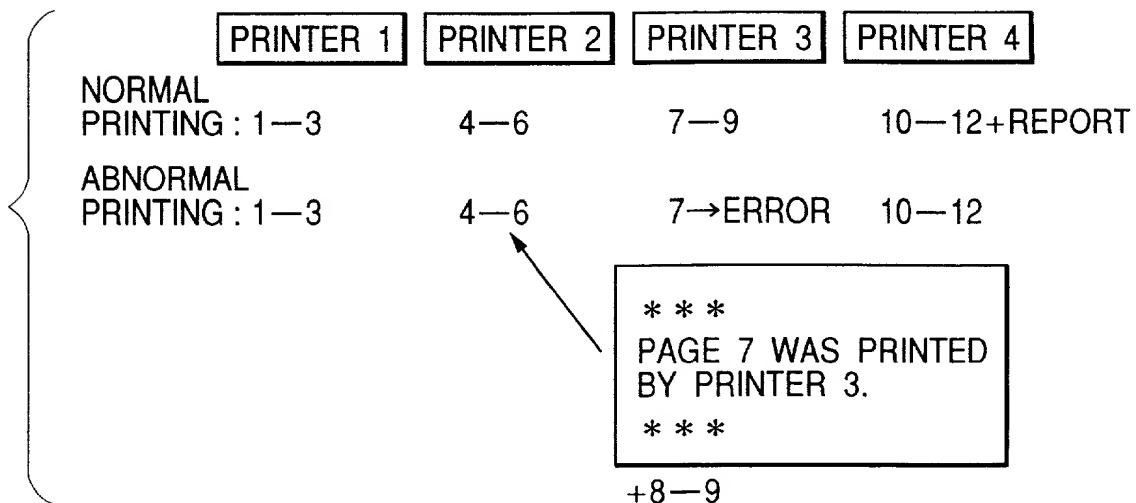 PRINTER 1 PRINTER 2 PRINTER 3 PRINTER 4
NORMAL
PRINTING : 1—3 4—6 7—9 10—12+REPORT
ABNORMAL
PRINTING : 1—3 4—6 7→ERROR 10—12
***
PAGE 7 WAS PRINTED
BY PRINTER 3.
***
+8—9